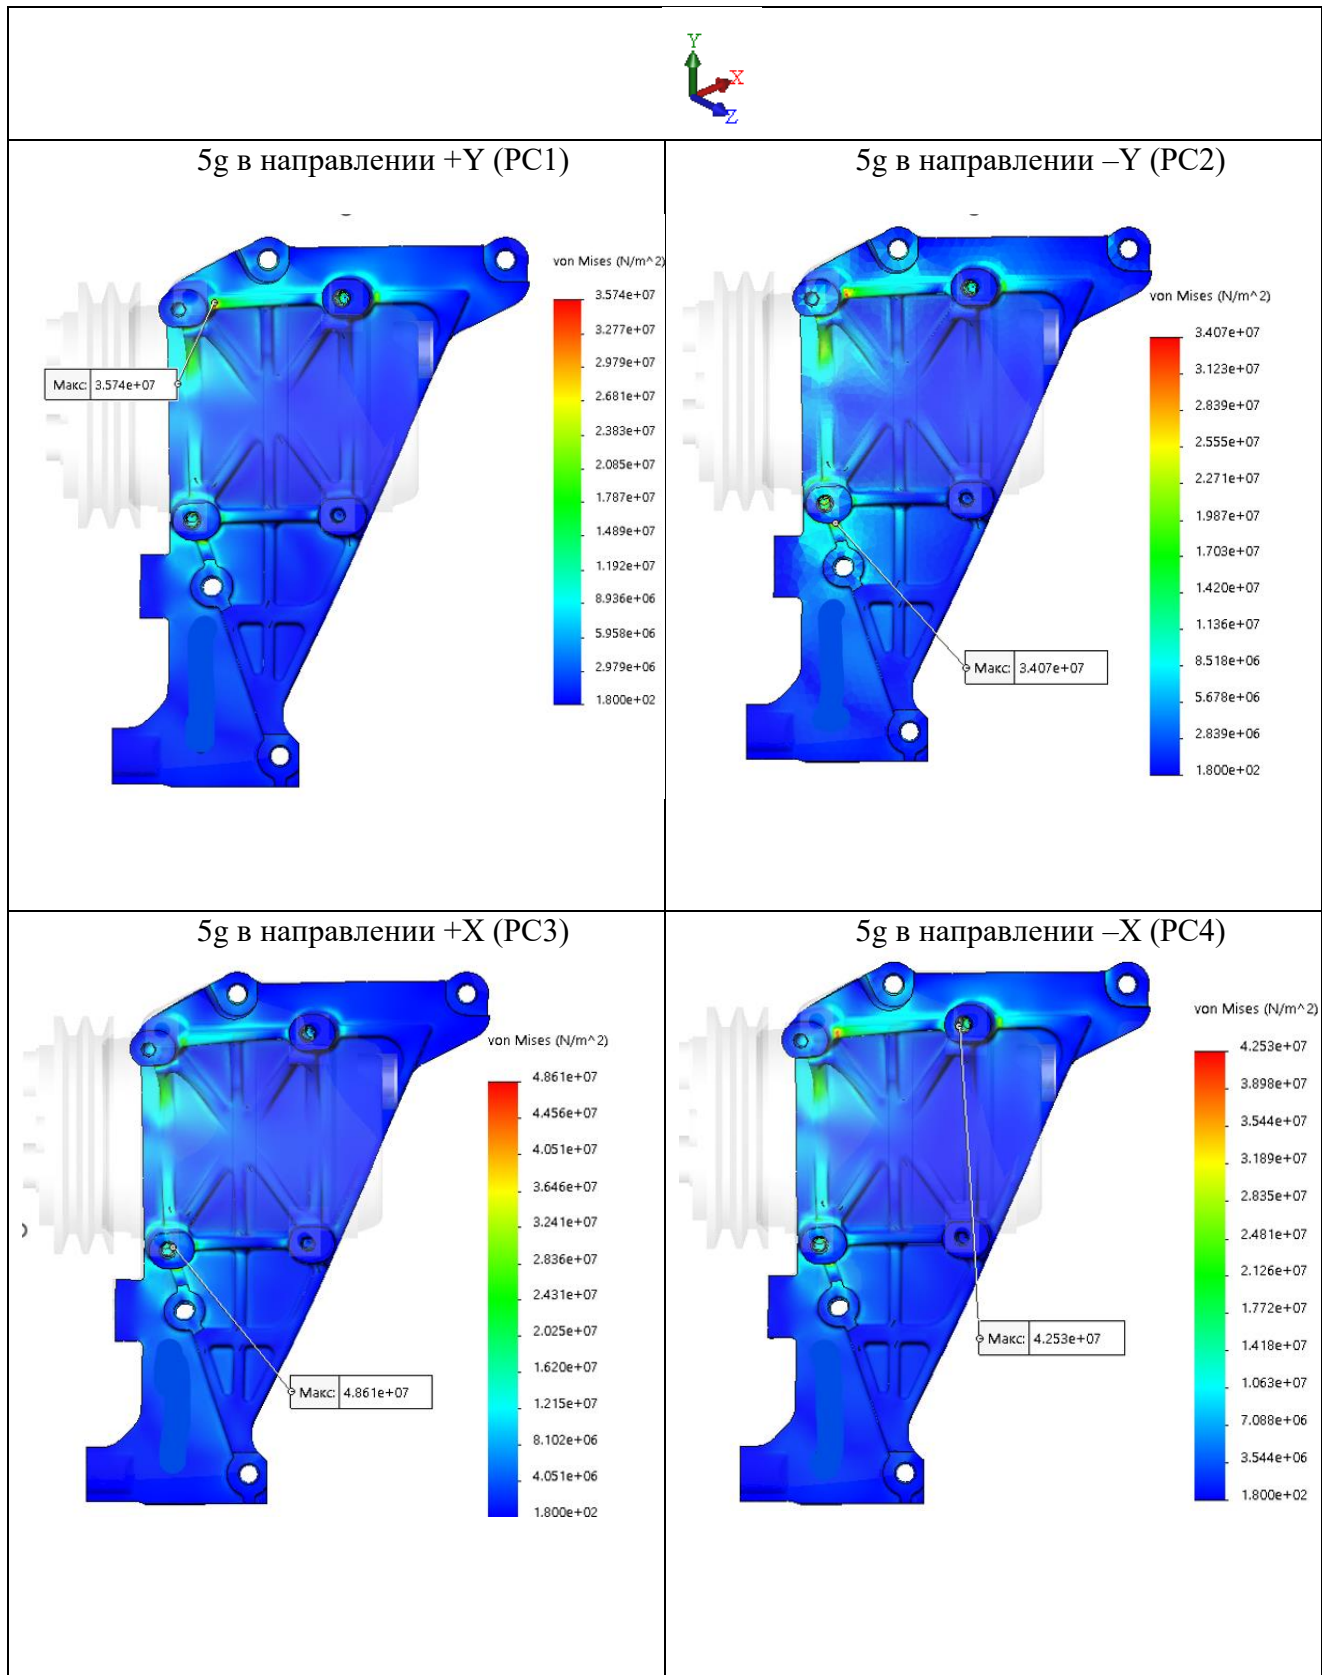 Y
X
Z
5g в направлении +Y (РС1)
von Mises (N/m^2)
3.574e+07
3.277e+07
2.979e+07
2.681e+07
2.383e+07
2.085e+07
1.787e+07
1.489e+07
1.192e+07
8.936e+06
5.958e+06
2.979e+06
1.800e+02
Макс: 3.574e+07
5g в направлении –Y (РС2)
von Mises (N/m^2)
3.407e+07
3.123e+07
2.839e+07
2.555e+07
2.271e+07
1.987e+07
1.703e+07
1.420e+07
1.136e+07
8.518e+06
5.678e+06
2.839e+06
1.800e+02
Макс: 3.407e+07
5g в направлении +X (РС3)
von Mises (N/m^2)
4.861e+07
4.456e+07
4.051e+07
3.646e+07
3.241e+07
2.836e+07
2.431e+07
2.025e+07
1.620e+07
1.215e+07
8.102e+06
4.051e+06
1.800e+02
Макс: 4.861e+07
5g в направлении –X (РС4)
von Mises (N/m^2)
4.253e+07
3.898e+07
3.544e+07
3.189e+07
2.835e+07
2.481e+07
2.126e+07
1.772e+07
1.418e+07
1.063e+07
7.088e+06
3.544e+06
1.800e+02
Макс: 4.253e+07